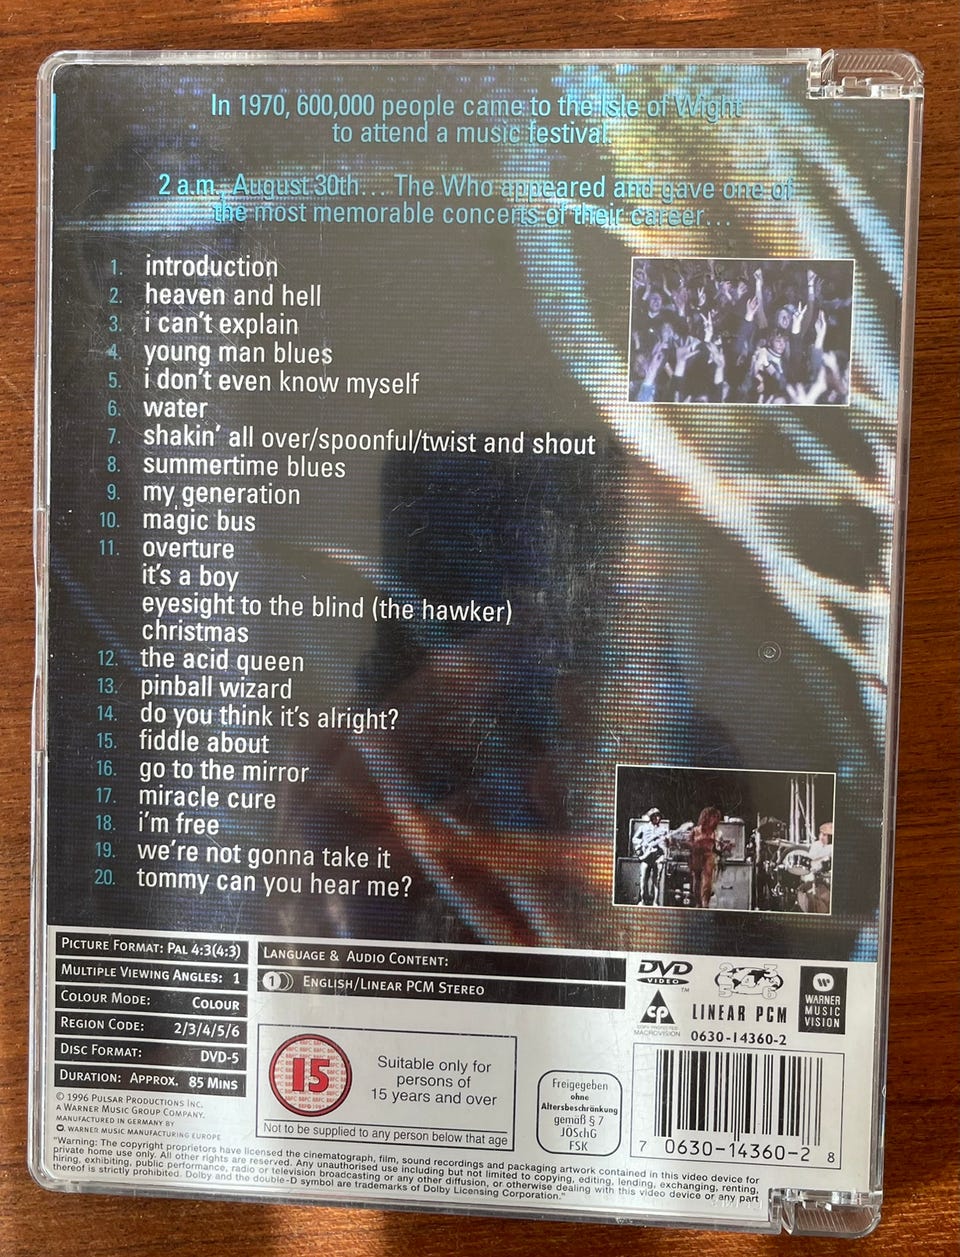 In 1970, 600,000 people came to the Isle of Wight
to attend a music festival
2 a.m., August 30th... The Who appeared and gave one of
the most memorable concerts of their career...
1. introduction
2. heaven and hell
3. i can't explain
4. young man blues
5. i don't even know myself
6. water
7. shakin' all over/spoonful/twist and shout
8. summertime blues
9. my generation
10. magic bus
11. overture
it's a boy
eyesight to the blind (the hawker)
christmas
12. the acid queen
13. pinball wizard
14. do you think it's alright?
15. fiddle about
16. go to the mirror
17. miracle cure
18. i'm free
19. we're not gonna take it
20. tommy can you hear me?
Picture Format: Pal 4:3(4:3)
Multiple Viewing Angles: 1
Colour Mode: Colour
Region Code: 2/3/4/5/6
Disc Format: DVD-5
Duration: Approx. 85 Mins
© 1996 Pulsar Productions Inc.
A Warner Music Group Company.
Manufactured in Germany by
Warner Music Manufacturing Europe
Language & Audio Content:
1 English/Linear PCM Stereo
15
Suitable only for
persons of
15 years and over
Not to be supplied to any person below that age
Freigegeben
ohne
Altersbeschränkung
gemäß § 7
JÖSchG
FSK
DVD
VIDEO
TM
CP
COPY PROTECTED
MACROVISION
LINEAR PCM
WARNER
MUSIC
VISION
0630-14360-2
7 0630-14360-2 8
"Warning: The copyright proprietors have licensed the cinematograph, film, sound recordings and packaging artwork contained in this video device for
private home use only. All other rights are reserved. Any unauthorised use including but not limited to copying, editing, lending, exchanging, renting,
hiring, exhibiting, public performance, radio or television broadcasting or any other diffusion, or otherwise dealing with this video device or any part
thereof is strictly prohibited. Dolby and the double-D symbol are trademarks of Dolby Licensing Corporation."